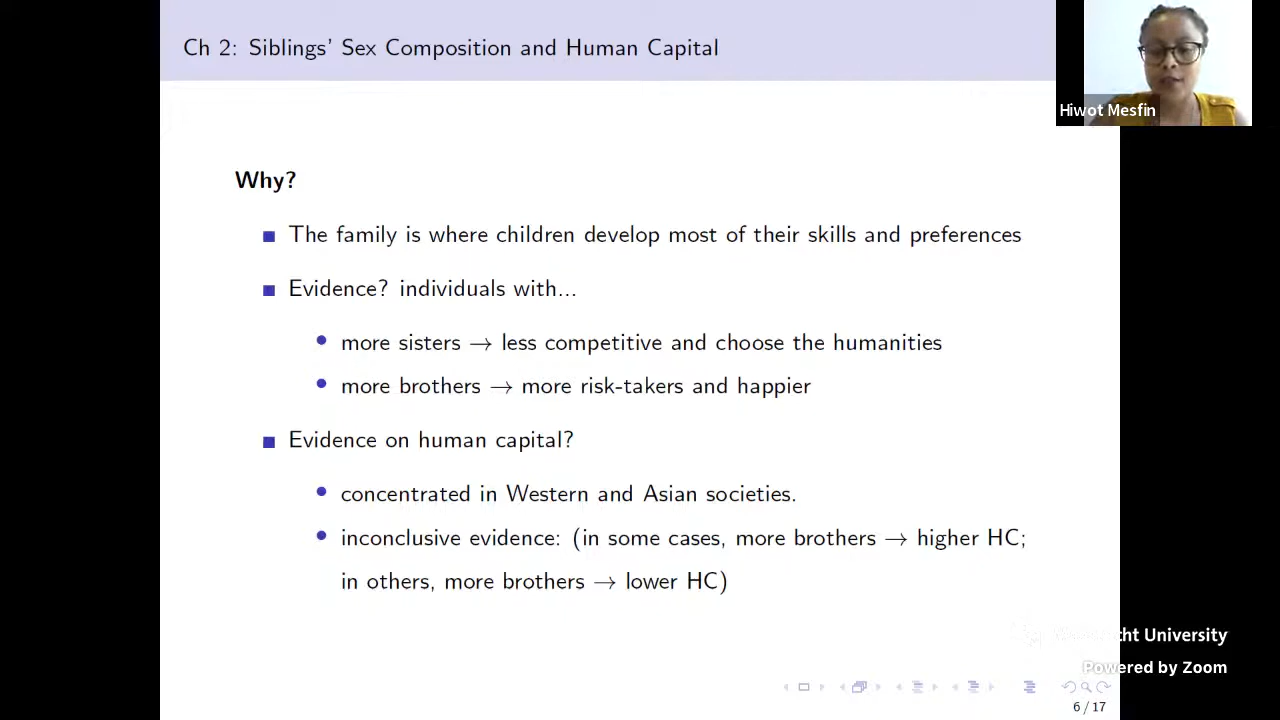 Ch 2: Siblings' Sex Composition and Human Capital
Hiwot Mesfin
Why?
The family is where children develop most of their skills and preferences
Evidence? individuals with...
more sisters → less competitive and choose the humanities
more brothers → more risk-takers and happier
Evidence on human capital?
concentrated in Western and Asian societies.
inconclusive evidence: (in some cases, more brothers → higher HC;
in others, more brothers → lower HC)
University
Powered by Zoom
6 / 17